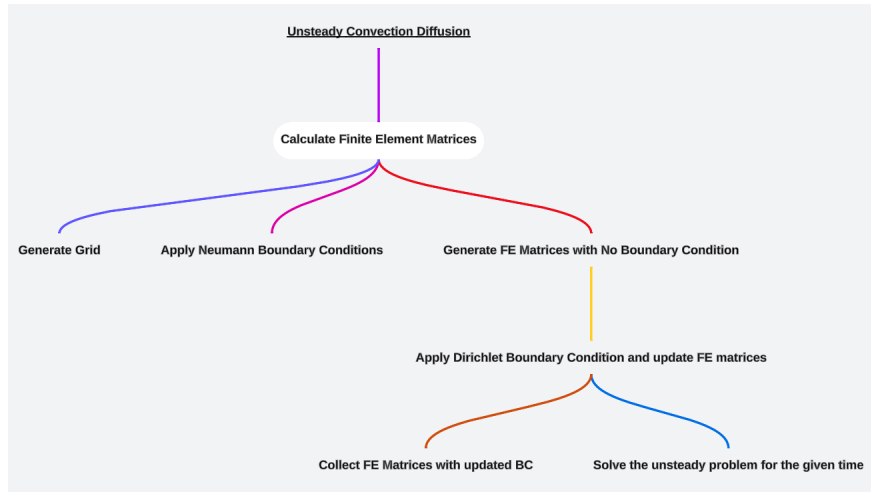 Unsteady Convection Diffusion
Calculate Finite Element Matrices
Generate Grid
Apply Neumann Boundary Conditions
Generate FE Matrices with No Boundary Condition
Apply Dirichlet Boundary Condition and update FE matrices
Collect FE Matrices with updated BC
Solve the unsteady problem for the given time